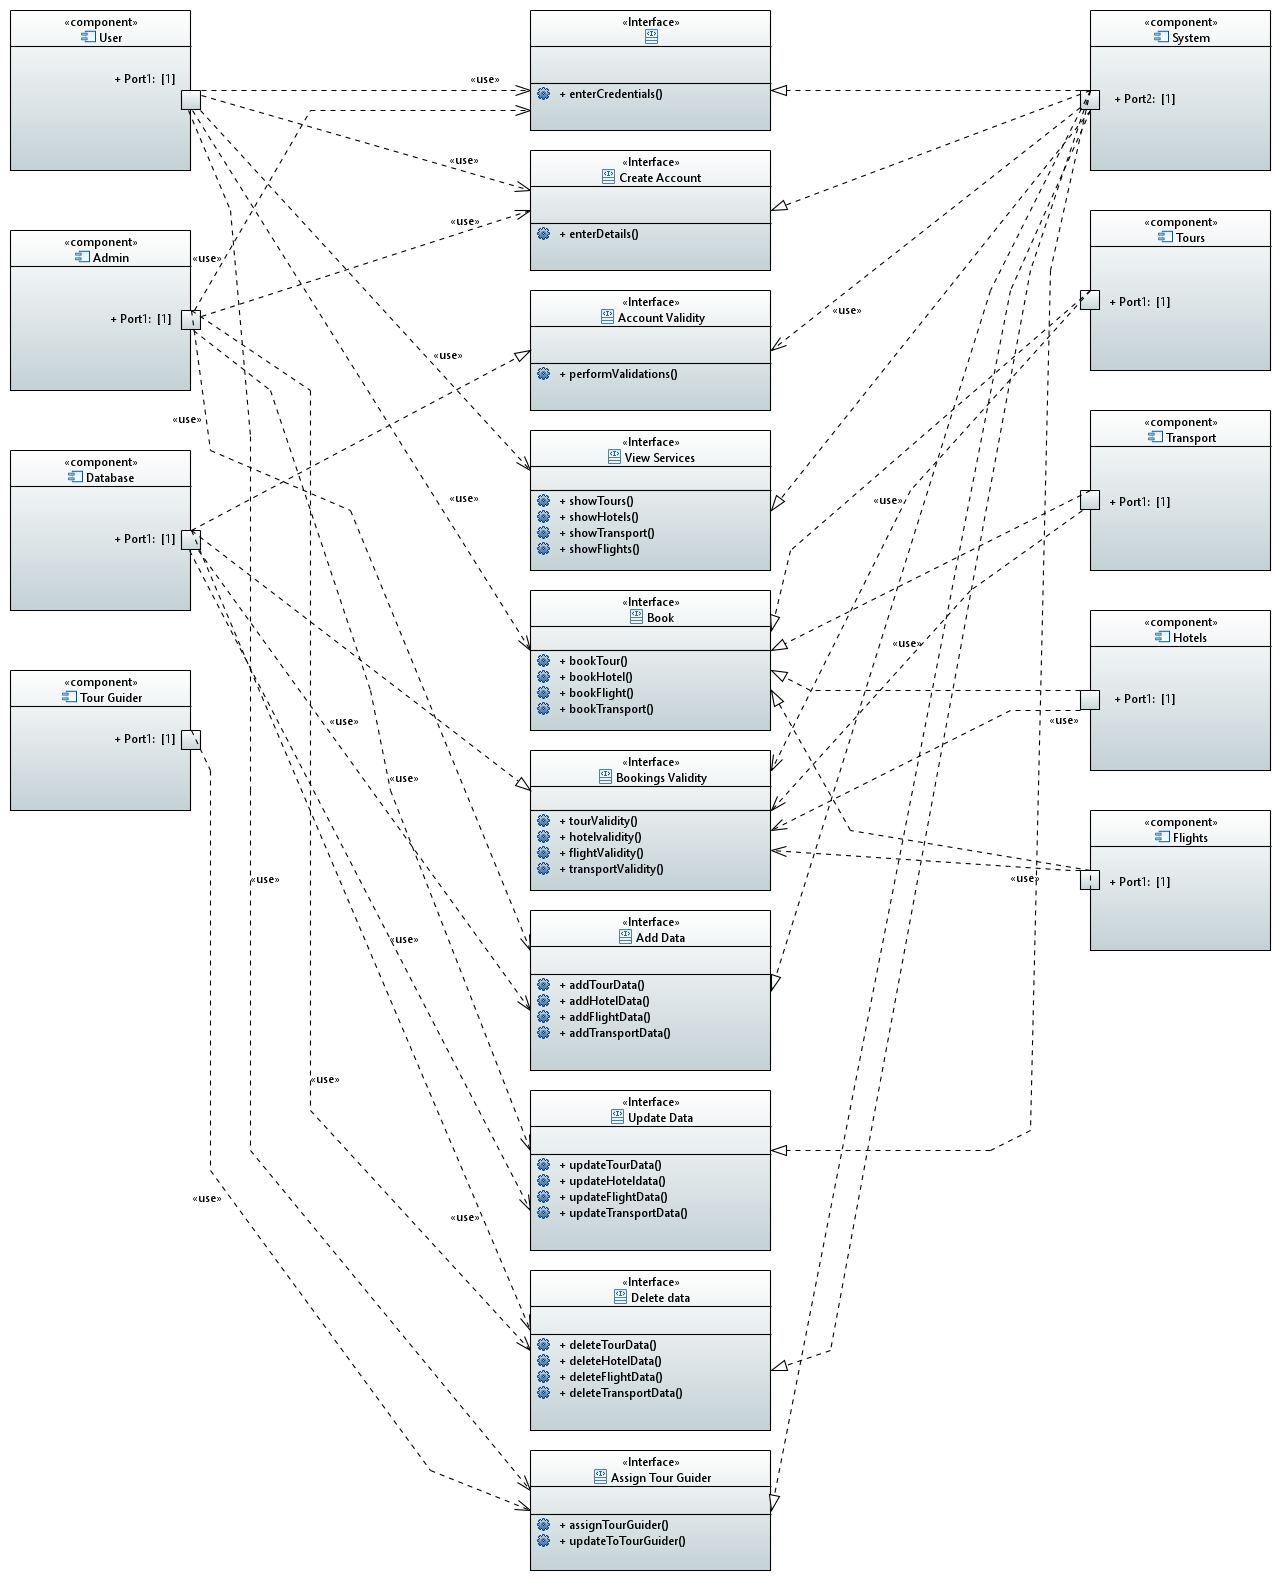 «component»
User
+ Port1:  [1]
«component»
Admin
+ Port1:  [1]
«component»
Database
+ Port1:  [1]
«component»
Tour Guider
+ Port1:  [1]
«use»
«use»
«use»
«use»
«use»
«use»
«use»
«use»
«use»
«use»
«use»
«use»
«use»
«use»
«Interface»
+ enterCredentials()
«Interface»
Create Account
+ enterDetails()
«Interface»
Account Validity
+ performValidations()
«Interface»
View Services
+ showTours()
+ showHotels()
+ showTransport()
+ showFlights()
«Interface»
Book
+ bookTour()
+ bookHotel()
+ bookFlight()
+ bookTransport()
«Interface»
Bookings Validity
+ tourValidity()
+ hotelvalidity()
+ flightValidity()
+ transportValidity()
«Interface»
Add Data
+ addTourData()
+ addHotelData()
+ addFlightData()
+ addTransportData()
«Interface»
Update Data
+ updateTourData()
+ updateHoteldata()
+ updateFlightData()
+ updateTransportData()
«Interface»
Delete data
+ deleteTourData()
+ deleteHotelData()
+ deleteFlightData()
+ deleteTransportData()
«Interface»
Assign Tour Guider
+ assignTourGuider()
+ updateToTourGuider()
«use»
«use»
«use»
«use»
«use»
«component»
System
+ Port2:  [1]
«component»
Tours
+ Port1:  [1]
«component»
Transport
+ Port1:  [1]
«component»
Hotels
+ Port1:  [1]
«component»
Flights
+ Port1:  [1]